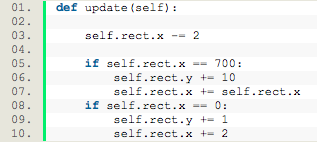 01. def update(self):
02.
03.     self.rect.x -= 2
04.
05.     if self.rect.x == 700:
06.         self.rect.y += 10
07.         self.rect.x += self.rect.x
08.     if self.rect.x == 0:
09.         self.rect.y += 1
10.         self.rect.x += 2